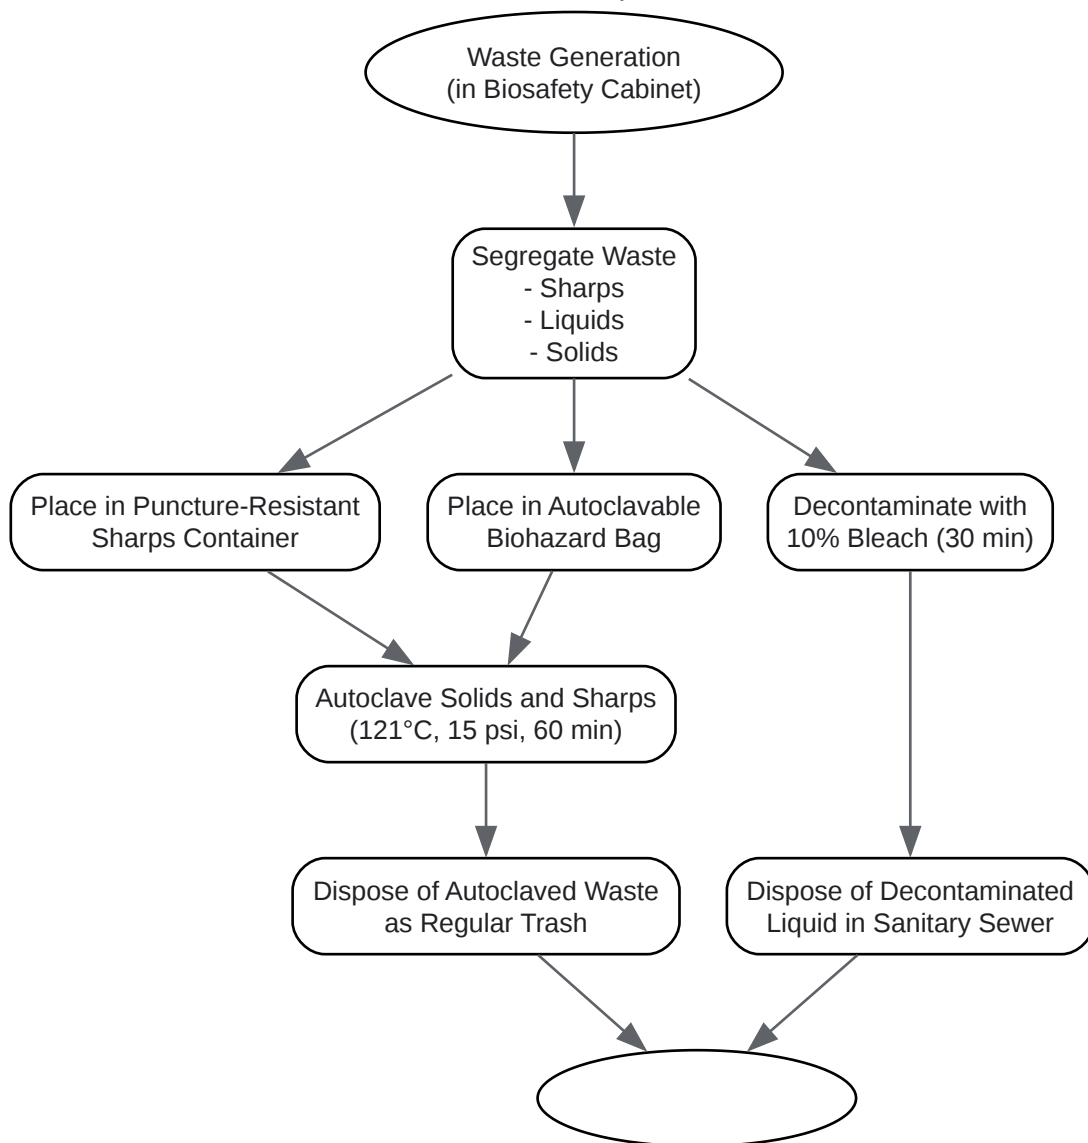 Waste Generation
(in Biosafety Cabinet)
Segregate Waste
- Sharps
- Liquids
- Solids
Place in Puncture-Resistant
Sharps Container
Place in Autoclavable
Biohazard Bag
Decontaminate with
10% Bleach (30 min)
Autoclave Solids and Sharps
(121°C, 15 psi, 60 min)
Dispose of Autoclaved Waste
as Regular Trash
Dispose of Decontaminated
Liquid in Sanitary Sewer